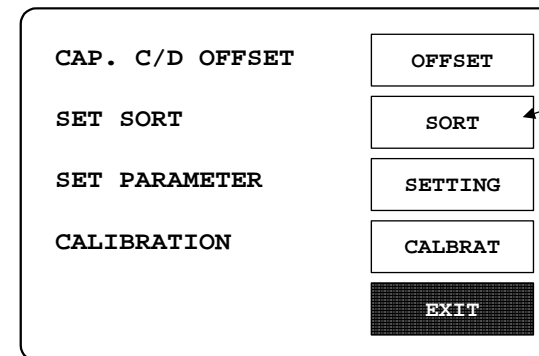 CAP. C/D OFFSET OFFSET
SET SORT SORT
SET PARAMETER SETTING
CALIBRATION CALBRAT
EXIT